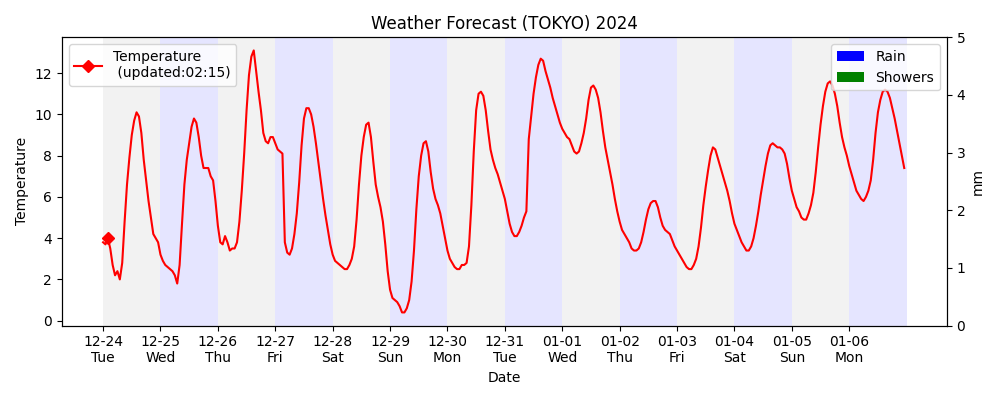 Weather Forecast (TOKYO) 2024
Temperature
(updated:02:15)
Rain
Showers
Temperature
12
10
8
6
4
2
0
5
4
3
2
1
0
mm
12-24 12-25 12-26 12-27 12-28 12-29 12-30 12-31 01-01 01-02 01-03 01-04 01-05 01-06
Tue Wed Thu Fri Sat Sun Mon Tue Wed Thu Fri Sat Sun Mon
Date